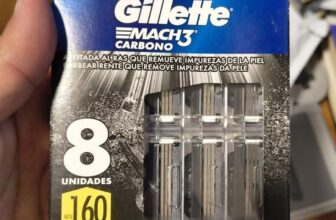 Gillette
MACH3
CARBONO
AFEITADA AL RAS QUE REMUEVE IMPUREZAS DE LA PIEL
BARBEAR RENTE QUE REMOVE IMPUREZAS DA PELE
8
UNIDADES
160